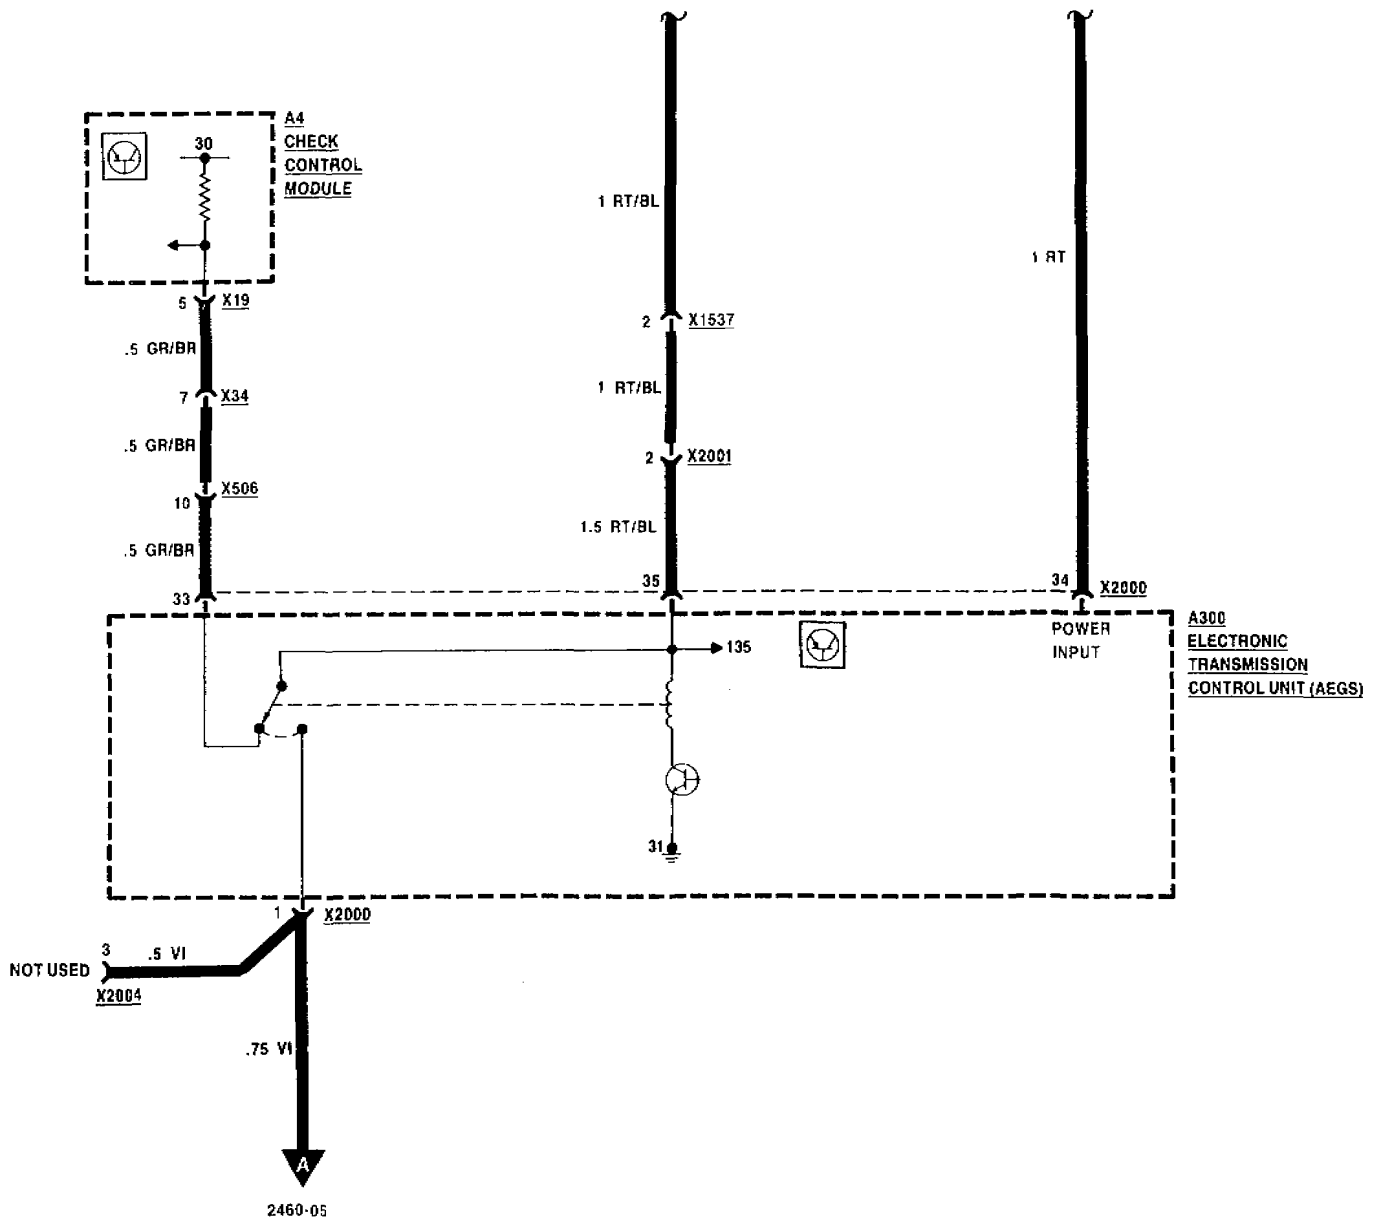 A4
CHECK
CONTROL
MODULE
30
5 X19
.5 GR/BR
7 X34
.5 GR/BR
10 X506
.5 GR/BR
33
1 RT/BL
2 X1537
1 RT/BL
2 X2001
1.5 RT/BL
35
1 RT
34 X2000
POWER
INPUT
A300
ELECTRONIC
TRANSMISSION
CONTROL UNIT (AEGS)
135
31
1 X2000
3 .5 VI
NOT USED
X2004
.75 VI
A
2460-05